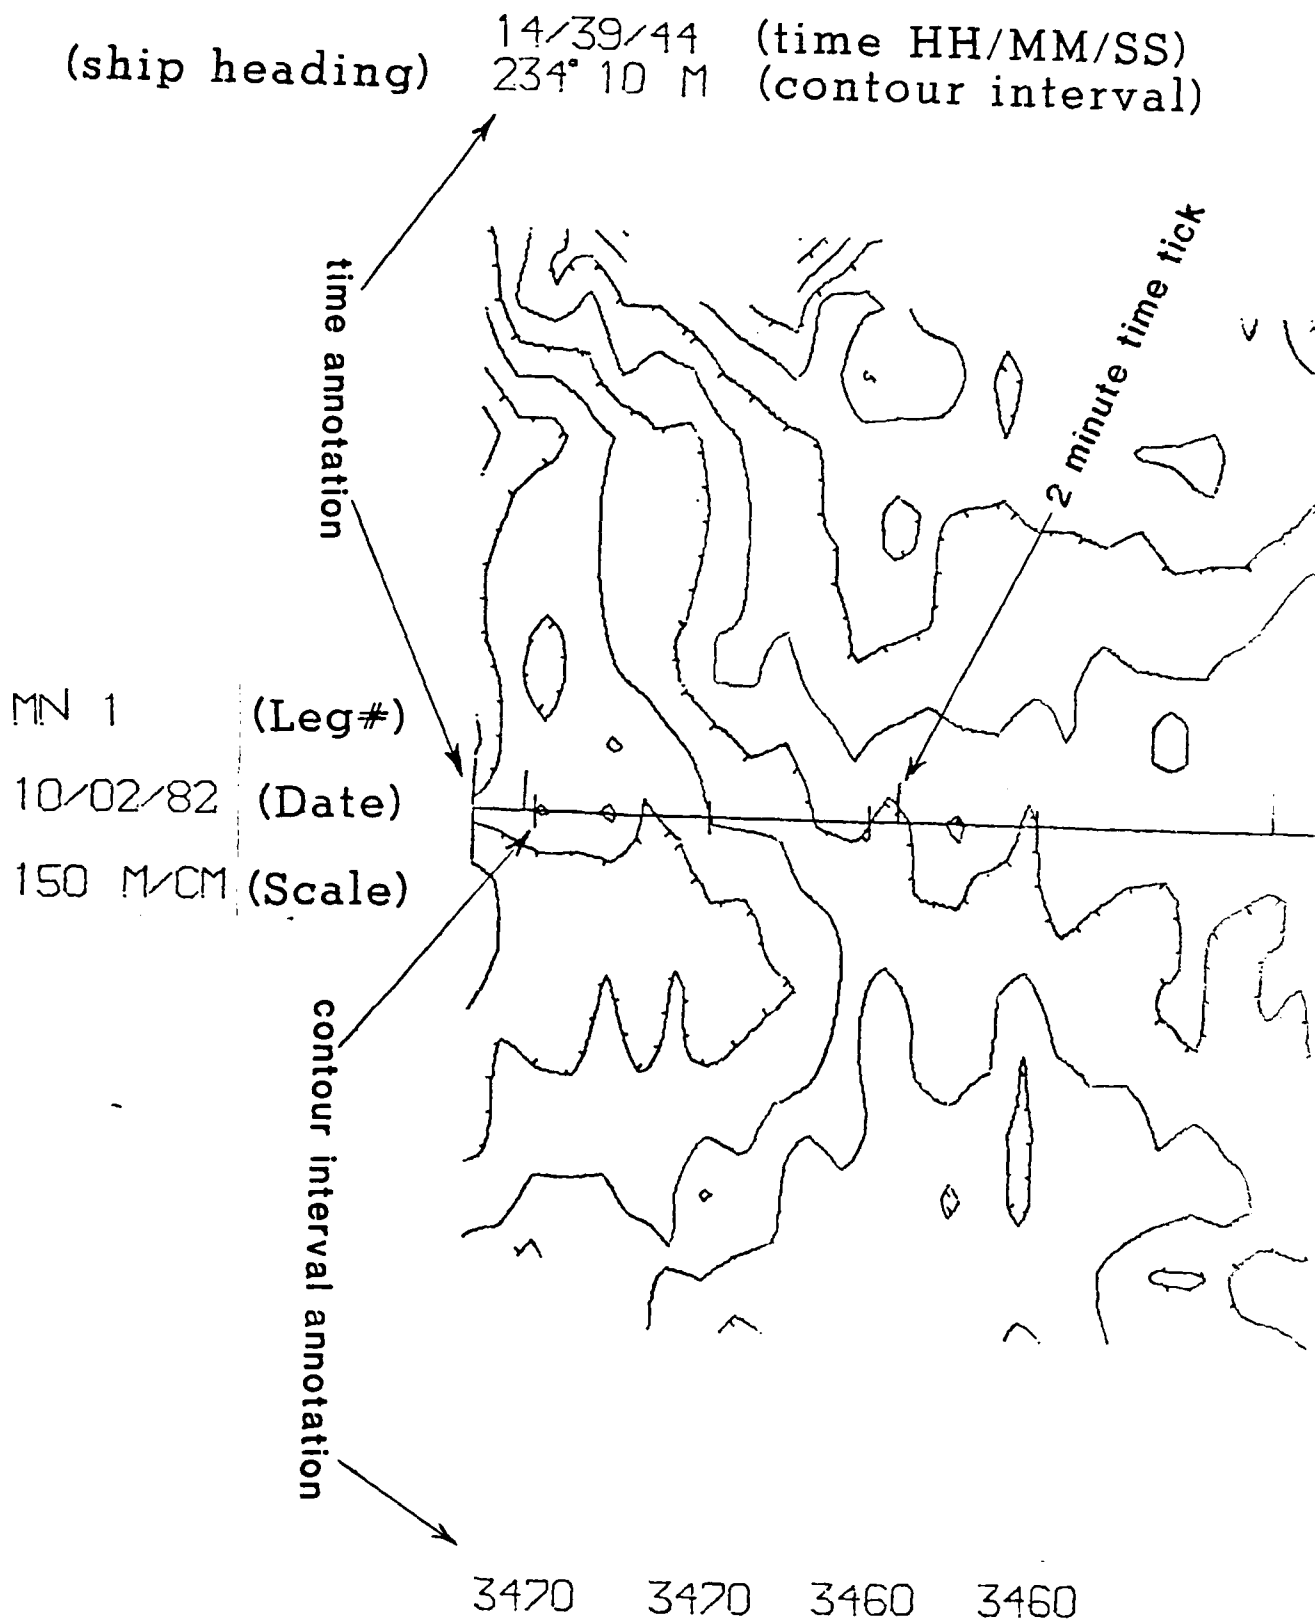 14/39/44 (time HH/MM/SS)
(ship heading) 234° 10 M (contour interval)
time annotation
2 minute time tick
MN 1 (Leg#)
10/02/82 (Date)
150 M/CM (Scale)
contour interval annotation
3470 3470 3460 3460